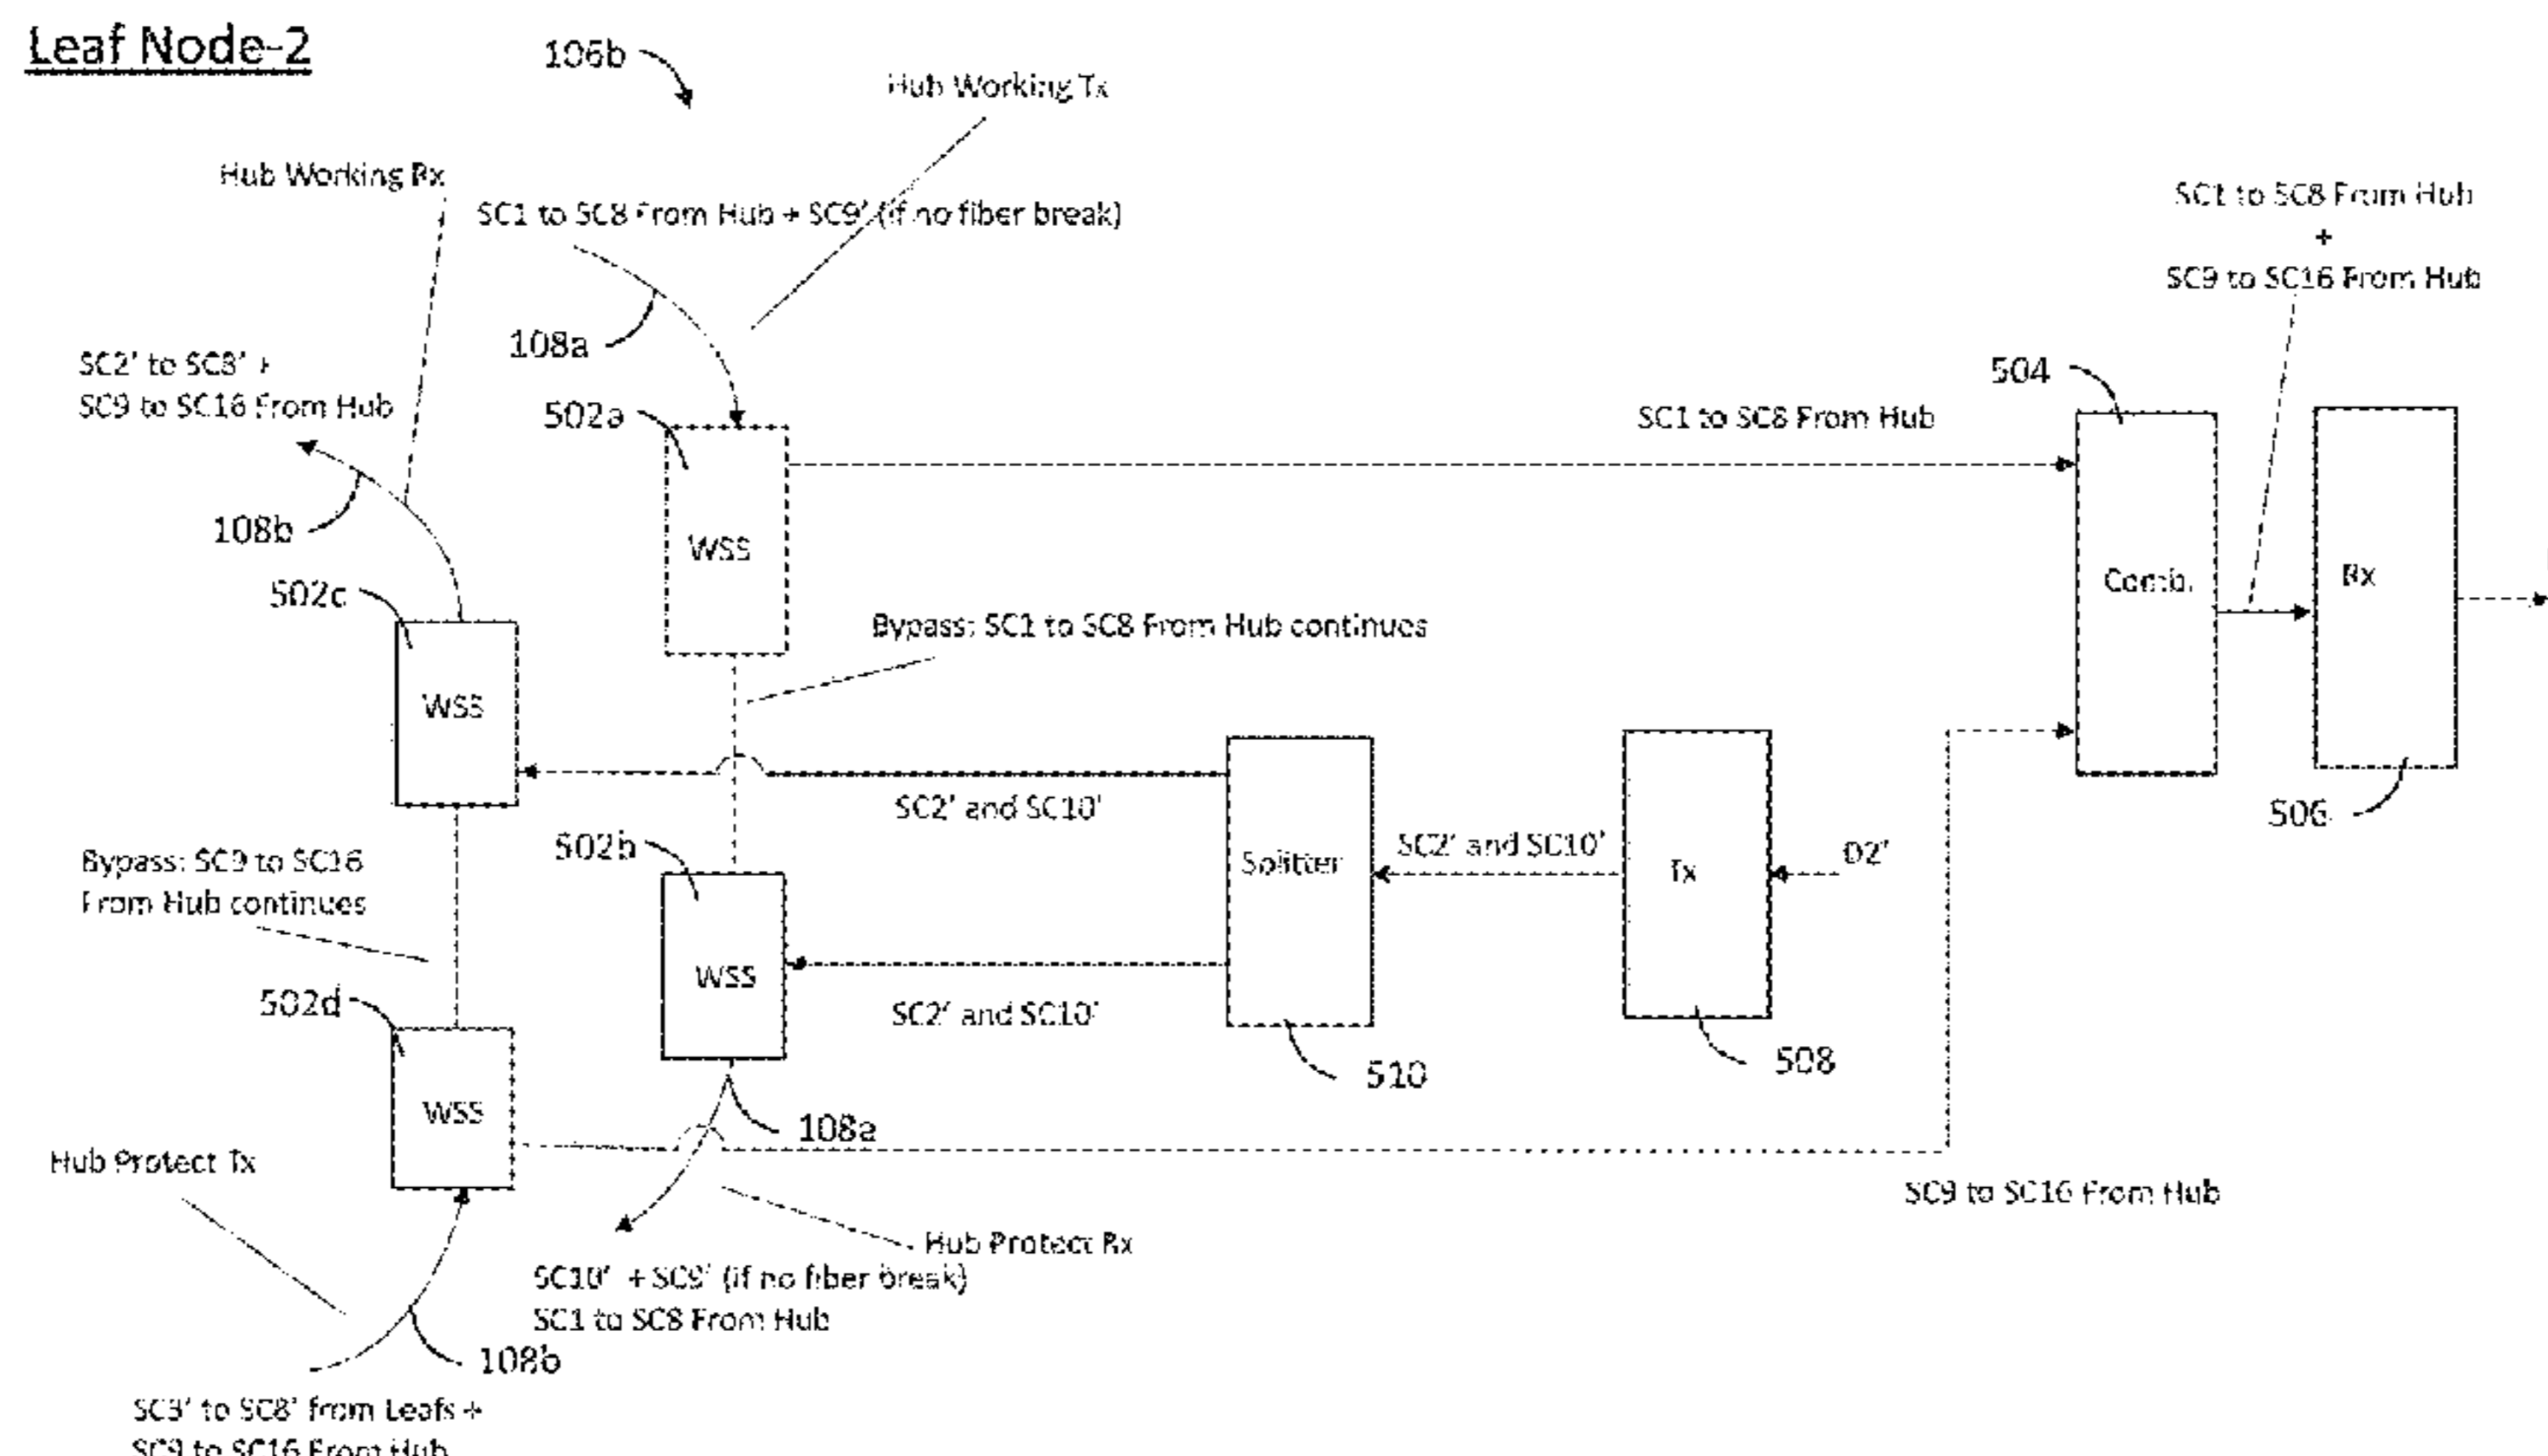 Leaf Node-2
106b
Hub Working Tx
Hub Working Rx
SC1 to SC8 From Hub + SC9' (if no fiber break)
SC1 to SC8 From Hub
+
SC9 to SC16 From Hub
108a
SC2' to SC8' +
SC9 to SC16 From Hub
504
502a
SC1 to SC8 From Hub
108b
WSS
Comb.
Rx
502c
Bypass: SC1 to SC8 From Hub continues
WSS
SC2' and SC10'
506
502b
Bypass: SC9 to SC16
From Hub continues
Splitter
SC2' and SC10'
Tx
D2'
WSS
502d
SC2' and SC10'
510
508
WSS
108a
Hub Protect Tx
SC9 to SC16 From Hub
Hub Protect Rx
SC10' + SC9' (if no fiber break)
SC1 to SC8 From Hub
108b
SC3' to SC8' from Leafs +
SC9 to SC16 From Hub